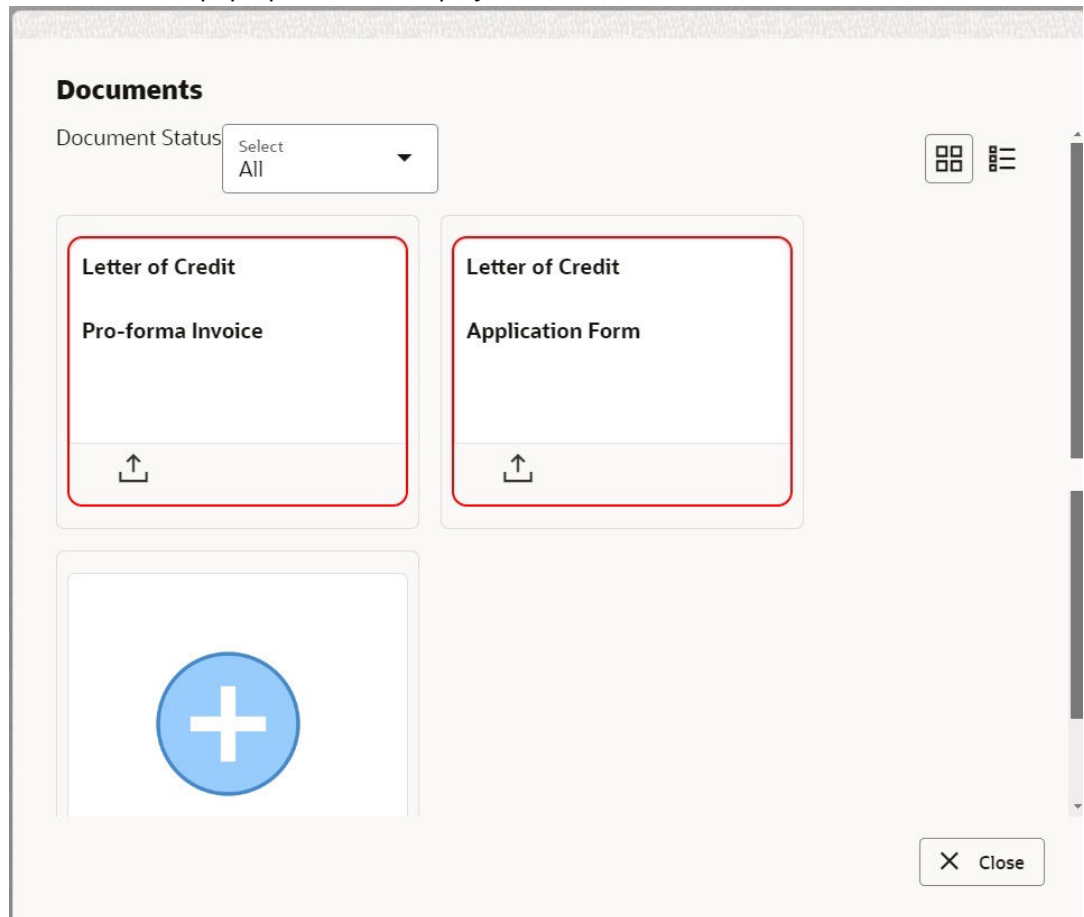 Documents
Document Status
Select
All
Letter of Credit
Pro-forma Invoice
Letter of Credit
Application Form
Close